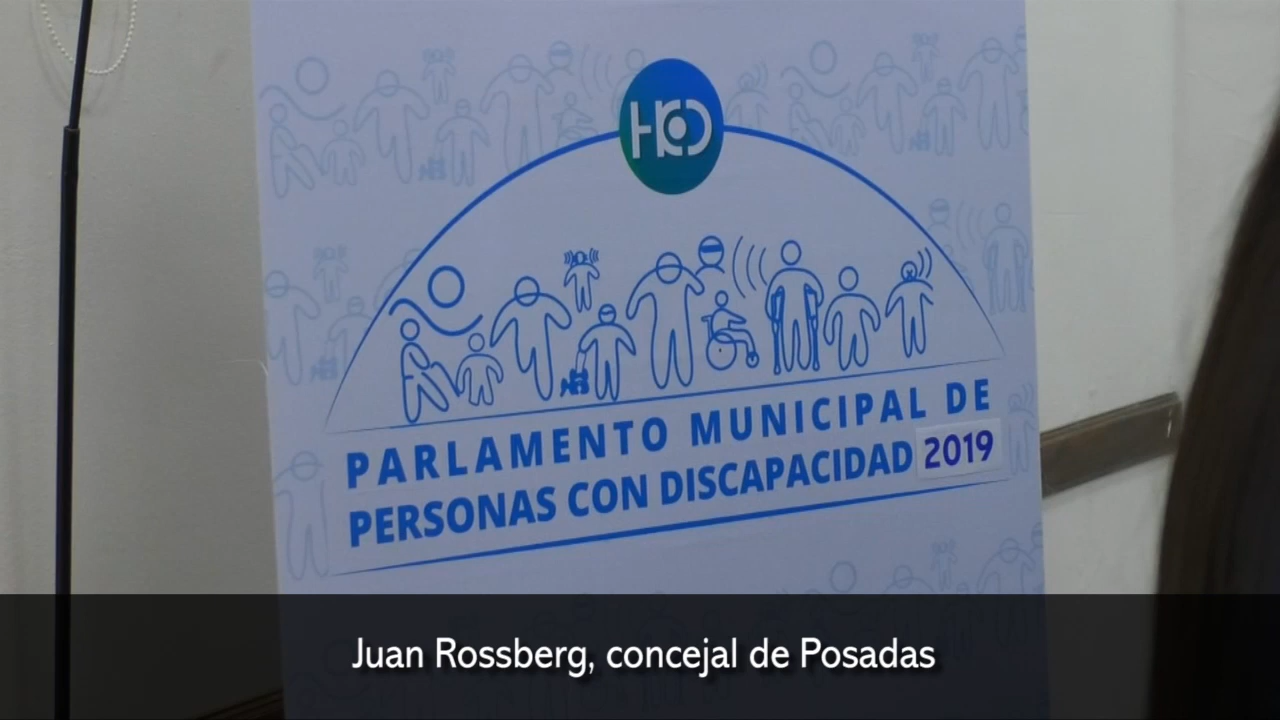 HCD
PARLAMENTO MUNICIPAL DE
PERSONAS CON DISCAPACIDAD 2019
Juan Rossberg, concejal de Posadas